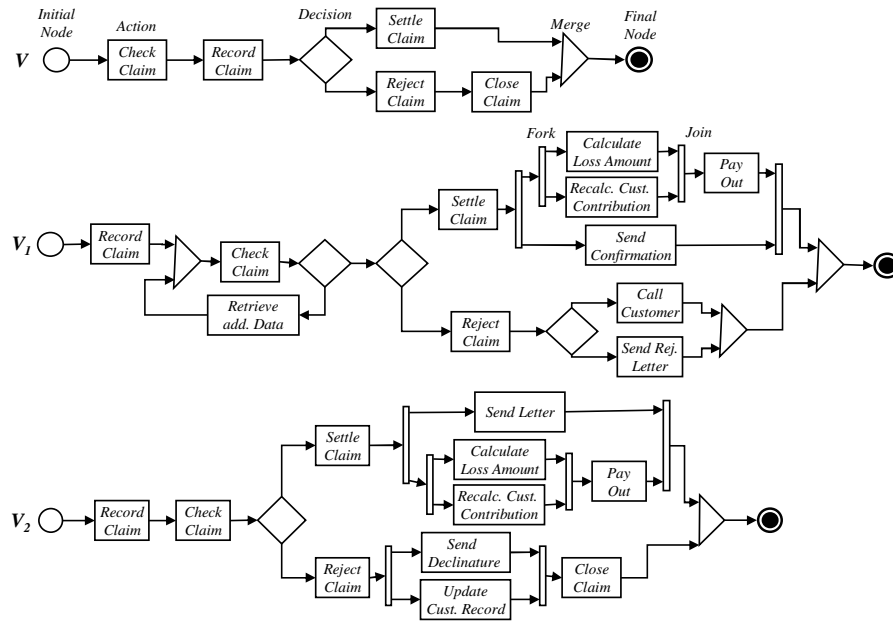 Initial
Node
Action
Decision
Merge
Final
Node
V
Check
Claim
Record
Claim
Settle
Claim
Reject
Claim
Close
Claim
Fork
Join
V1
Record
Claim
Check
Claim
Retrieve
add. Data
Settle
Claim
Calculate
Loss Amount
Recalc. Cust.
Contribution
Pay
Out
Send
Confirmation
Reject
Claim
Call
Customer
Send Rej.
Letter
V2
Record
Claim
Check
Claim
Settle
Claim
Send Letter
Calculate
Loss Amount
Recalc. Cust.
Contribution
Pay
Out
Reject
Claim
Send
Declinature
Update
Cust. Record
Close
Claim